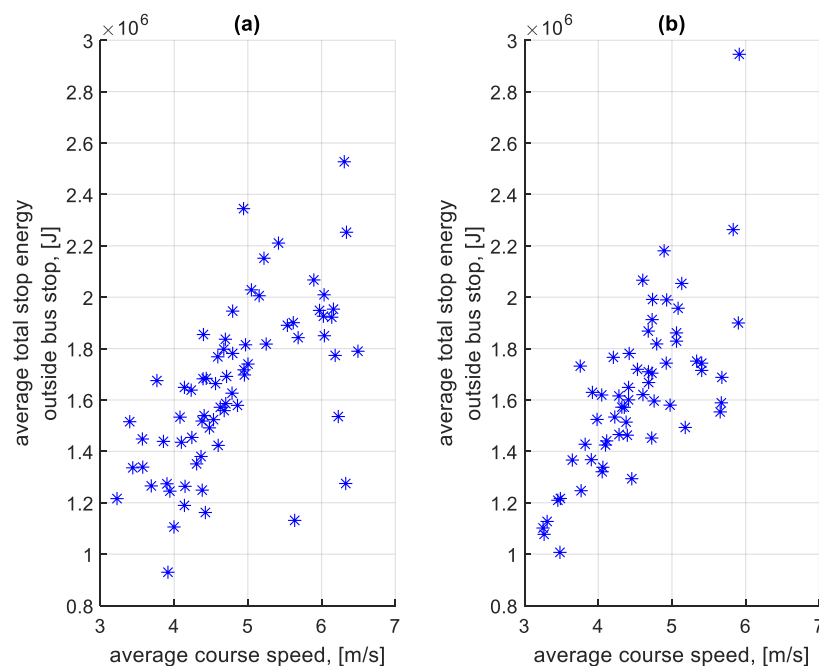 (a)
×10^6
3
2.8
2.6
2.4
2.2
2
1.8
1.6
1.4
1.2
1
0.8
average total stop energy
outside bus stop, [J]
3 4 5 6 7
average course speed, [m/s]
(b)
×10^6
3
2.8
2.6
2.4
2.2
2
1.8
1.6
1.4
1.2
1
0.8
average total stop energy
outside bus stop, [J]
3 4 5 6 7
average course speed, [m/s]